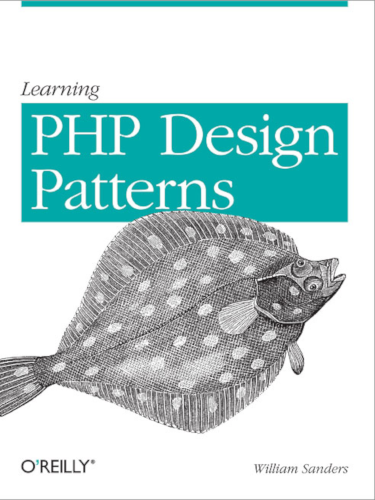 Learning
PHP Design
Patterns
O'REILLY®
William Sanders